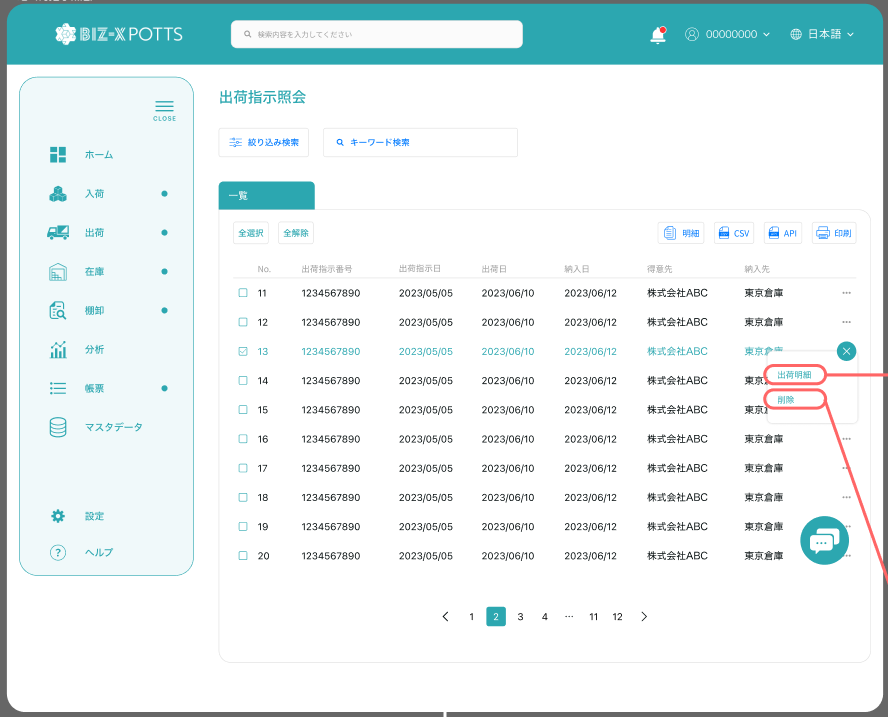 BIZ-X POTTS
検索内容を入力してください
00000000
日本語
CLOSE
ホーム
入荷
出荷
在庫
棚卸
分析
帳票
マスタデータ
設定
ヘルプ
出荷指示照会
絞り込み検索
キーワード検索
一覧
全選択 全解除 明細 CSV API 印刷
No. 出荷指示番号 出荷指示日 出荷日 納入日 得意先 納入先
11 1234567890 2023/05/05 2023/06/10 2023/06/12 株式会社ABC 東京倉庫 ···
12 1234567890 2023/05/05 2023/06/10 2023/06/12 株式会社ABC 東京倉庫 ···
13 1234567890 2023/05/05 2023/06/10 2023/06/12 株式会社ABC 東京倉庫
出荷明細
14 1234567890 2023/05/05 2023/06/10 2023/06/12 株式会社ABC 東京
削除
15 1234567890 2023/05/05 2023/06/10 2023/06/12 株式会社ABC 東京
16 1234567890 2023/05/05 2023/06/10 2023/06/12 株式会社ABC 東京倉庫 ···
17 1234567890 2023/05/05 2023/06/10 2023/06/12 株式会社ABC 東京倉庫 ···
18 1234567890 2023/05/05 2023/06/10 2023/06/12 株式会社ABC 東京倉庫 ···
19 1234567890 2023/05/05 2023/06/10 2023/06/12 株式会社ABC 東京倉庫
20 1234567890 2023/05/05 2023/06/10 2023/06/12 株式会社ABC 東京倉庫
1 2 3 4 ··· 11 12